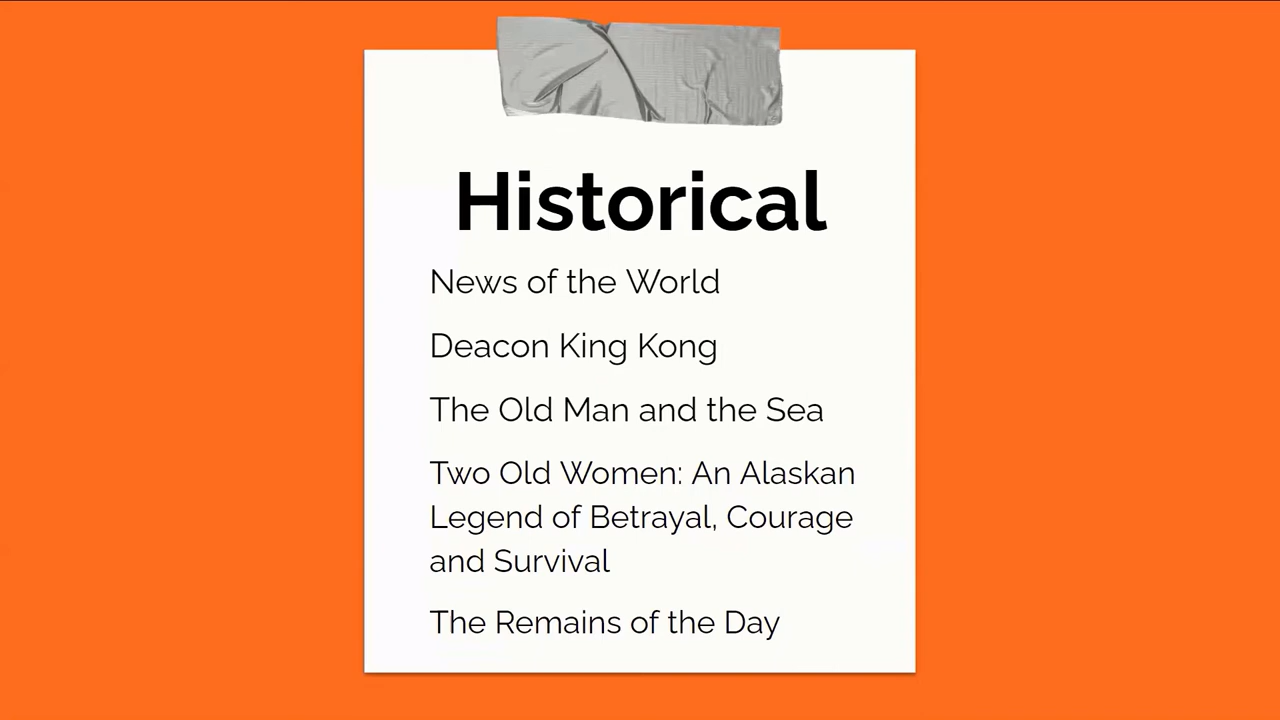 Historical
News of the World
Deacon King Kong
The Old Man and the Sea
Two Old Women: An Alaskan
Legend of Betrayal, Courage
and Survival
The Remains of the Day